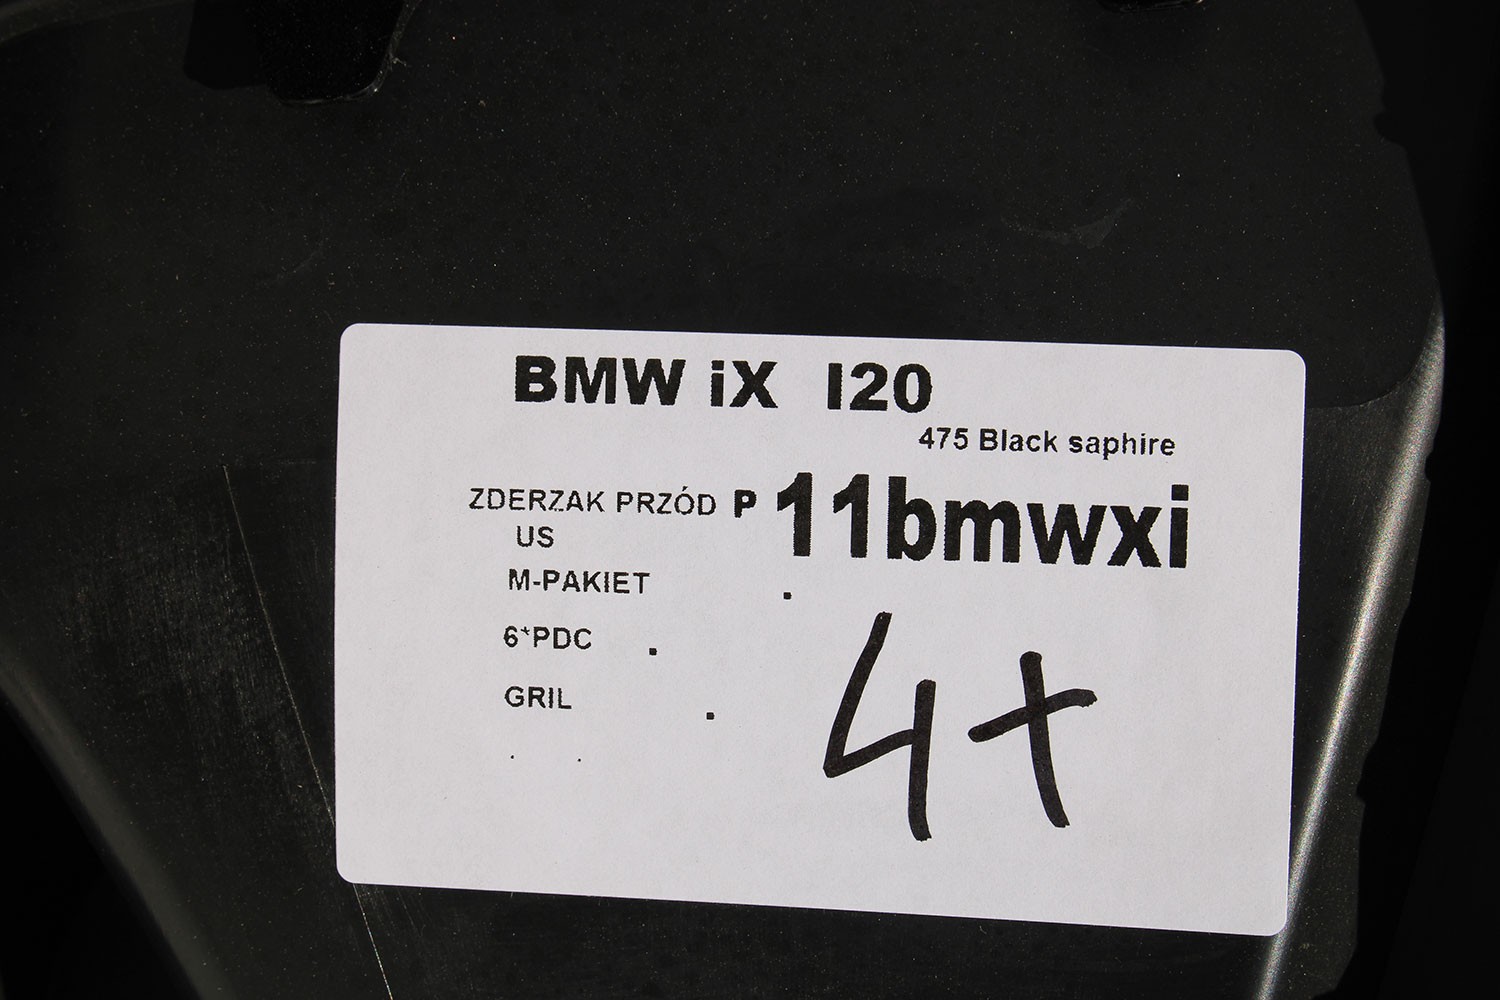 BMW iX I20
475 Black saphire
ZDERZAK PRZÓD P 11bmwxi
US
M-PAKIET .
6*PDC .
GRIL .
. .
4+